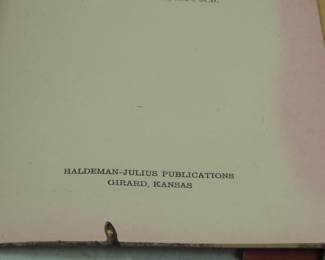 HALDEMAN-JULIUS PUBLICATIONS
GIRARD, KANSAS